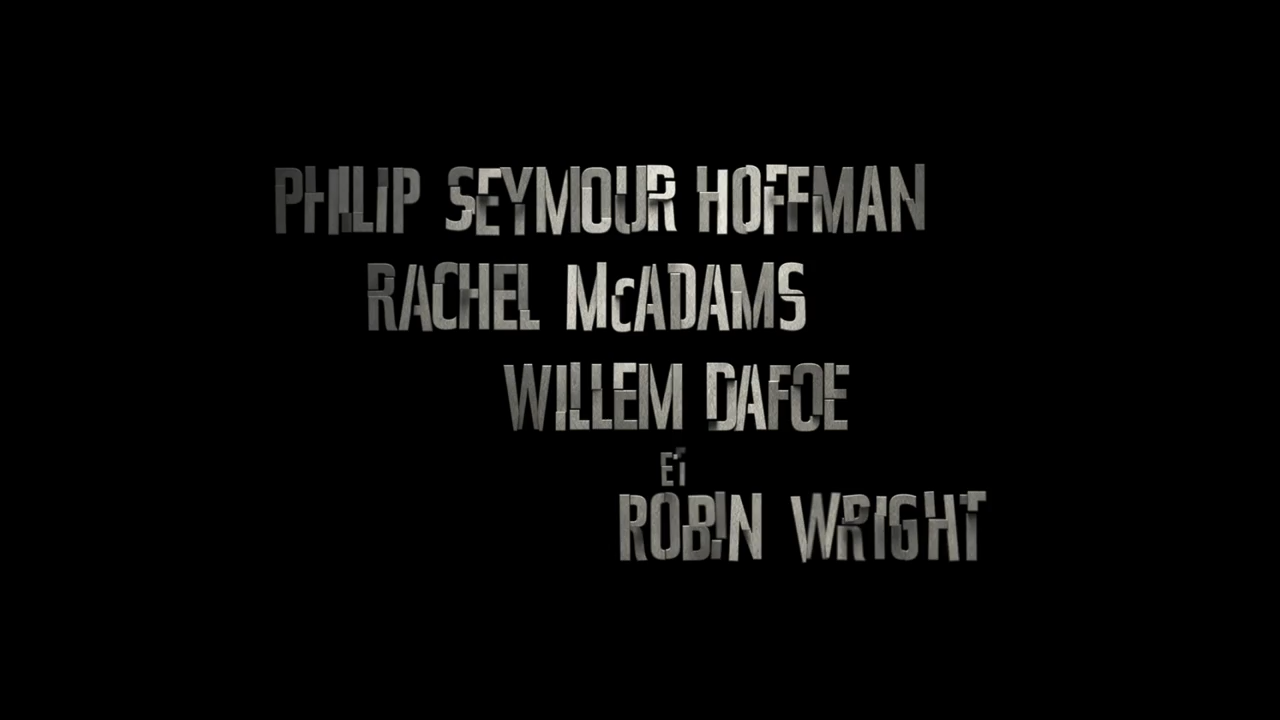 PHILIP SEYMOUR HOFFMAN
RACHEL McADAMS
WILLEM DAFOE
ET
ROBIN WRIGHT